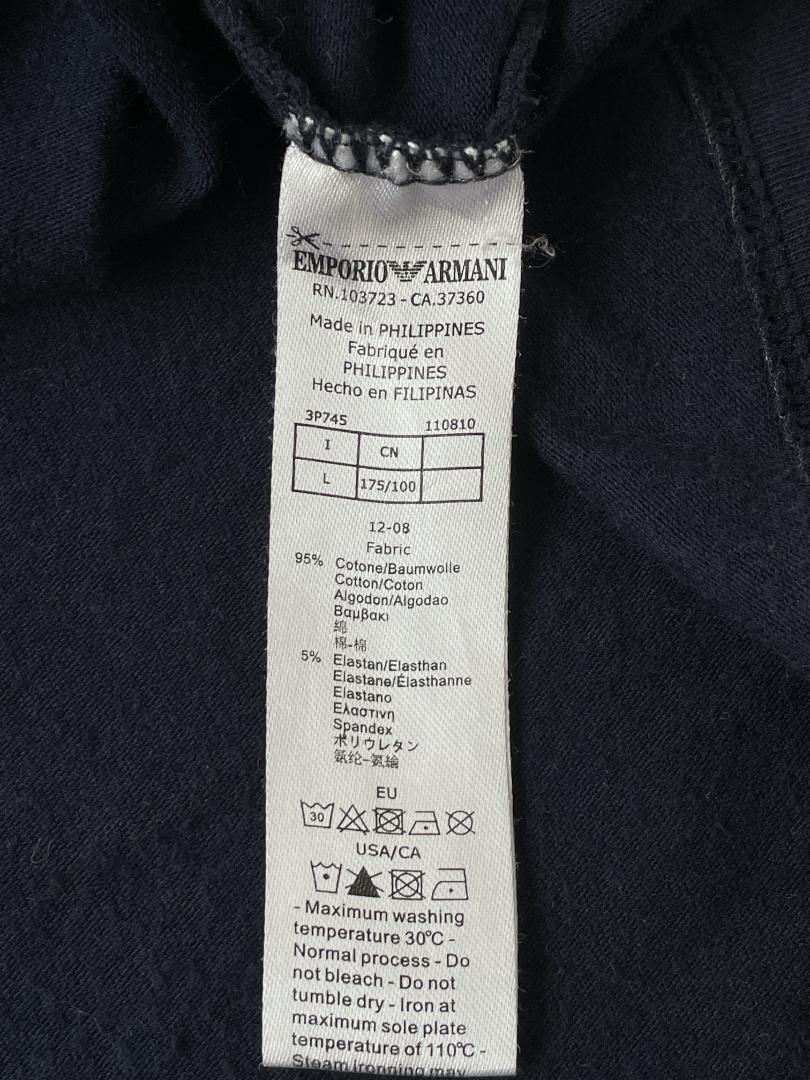 EMPORIO ARMANI
RN.103723 - CA.37360
Made in PHILIPPINES
Fabriqué en
PHILIPPINES
Hecho en FILIPINAS
3P745 110810
I CN
L 175/100
12-08
Fabric
95% Cotone/Baumwolle
Cotton/Coton
Algodon/Algodao
Βαμβακι
綿
棉-棉
5% Elastan/Elasthan
Elastane/Élasthanne
Elastano
Ελαστινη
Spandex
ポリウレタン
氨纶-氨綸
EU
30
USA/CA
- Maximum washing
temperature 30°C -
Normal process - Do
not bleach - Do not
tumble dry - Iron at
maximum sole plate
temperature of 110°C -
Steam ironning may